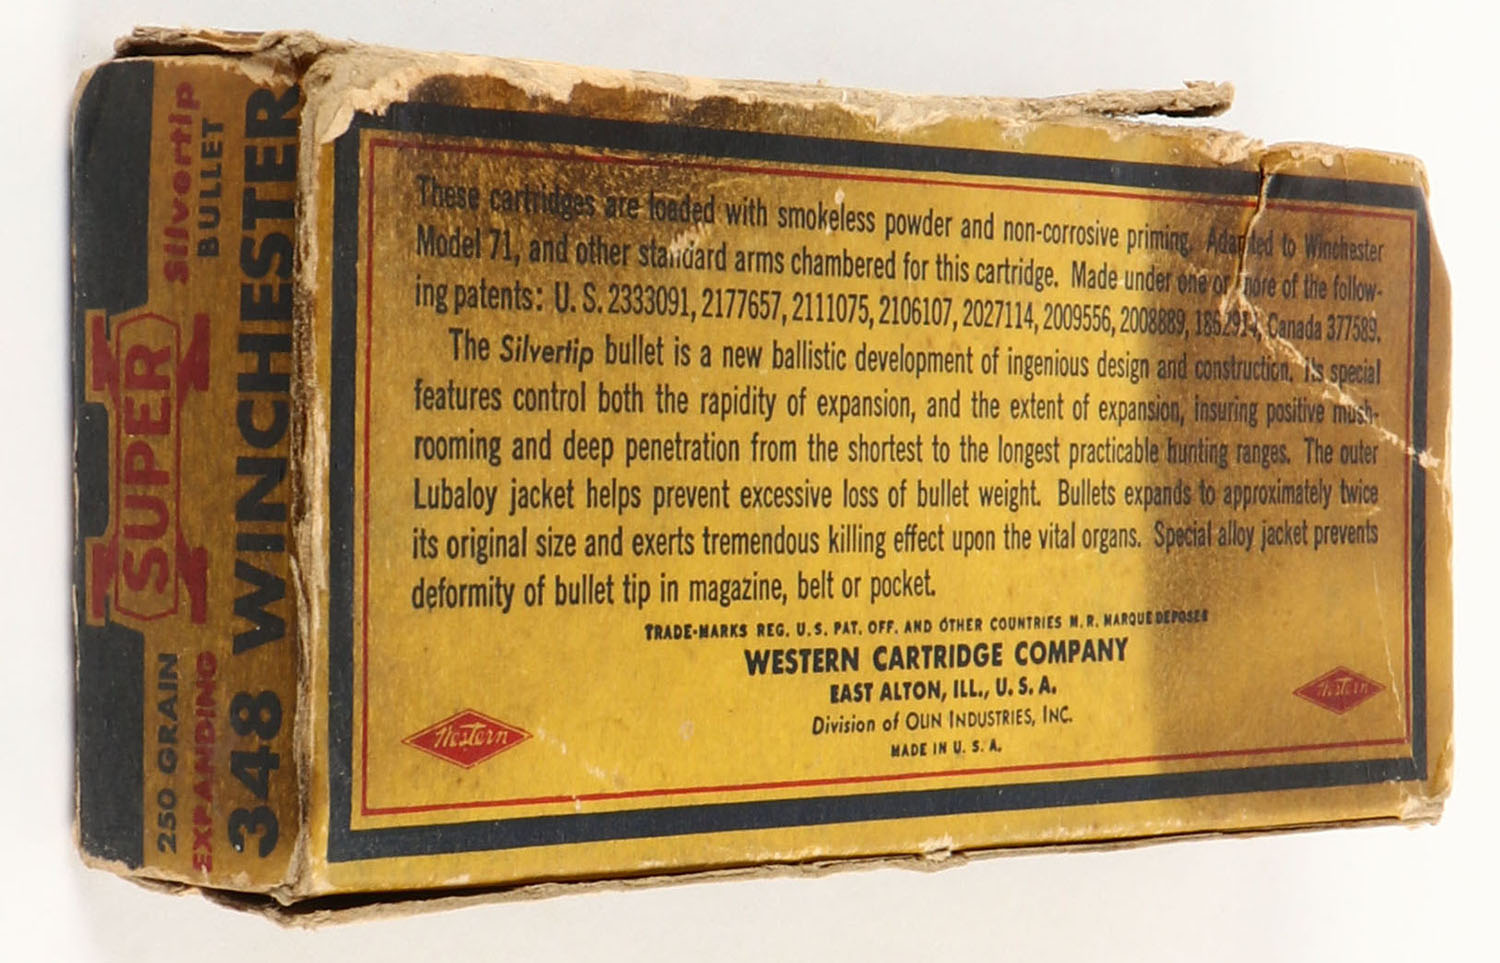 Silvertip
BULLET
SUPER
X
250 GRAIN
EXPANDING
348 WINCHESTER
These cartridges are loaded with smokeless powder and non-corrosive priming. Adapted to Winchester
Model 71, and other standard arms chambered for this cartridge. Made under one or more of the follow-
ing patents: U. S. 2333091, 2177657, 2111075, 2106107, 2027114, 2009556, 2008889, Canada 377589.
The Silvertip bullet is a new ballistic development of ingenious design and construction. Its special
features control both the rapidity of expansion, and the extent of expansion, insuring positive mush-
rooming and deep penetration from the shortest to the longest practicable hunting ranges. The outer
Lubaloy jacket helps prevent excessive loss of bullet weight. Bullets expands to approximately twice
its original size and exerts tremendous killing effect upon the vital organs. Special alloy jacket prevents
deformity of bullet tip in magazine, belt or pocket.
TRADE-MARKS REG. U.S. PAT. OFF. AND OTHER COUNTRIES M.R. MARQUE DEPOSEE
WESTERN CARTRIDGE COMPANY
EAST ALTON, ILL., U. S. A.
Division of OLIN INDUSTRIES, INC.
MADE IN U. S. A.
Western
Western